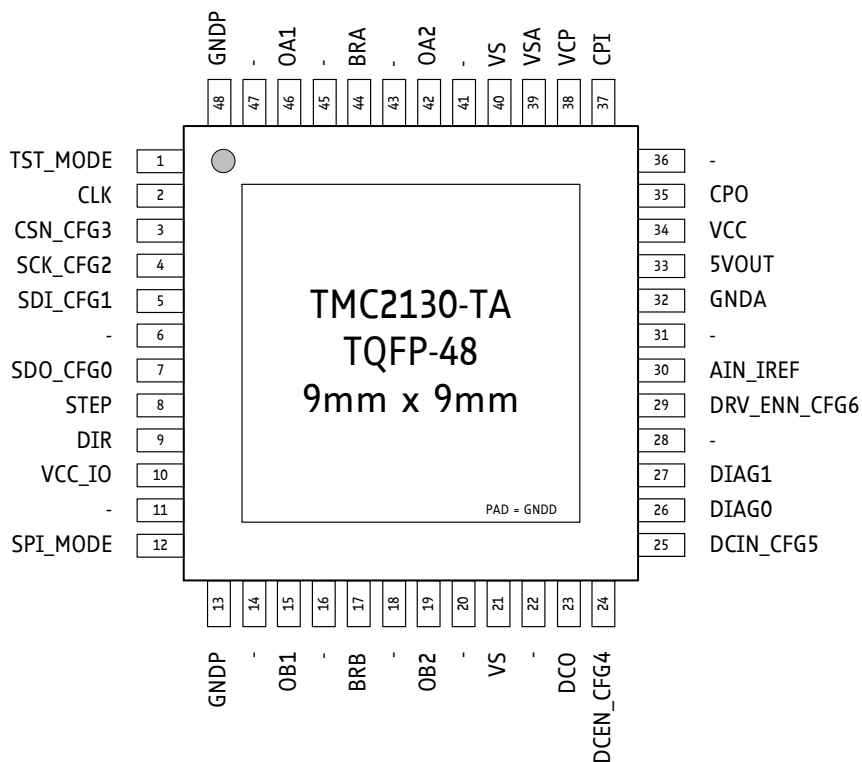 GNDP - OA1 - BRA - OA2 - VS VSA VCP CPI
48 47 46 45 44 43 42 41 40 39 38 37
TST_MODE 1
CLK 2
CSN_CFG3 3
SCK_CFG2 4
SDI_CFG1 5
- 6
SDO_CFG0 7
STEP 8
DIR 9
VCC_IO 10
- 11
SPI_MODE 12
TMC2130-TA
TQFP-48
9mm x 9mm
PAD = GNDD
36 -
35 CPO
34 VCC
33 5VOUT
32 GNDA
31 -
30 AIN_IREF
29 DRV_ENN_CFG6
28 -
27 DIAG1
26 DIAG0
25 DCIN_CFG5
13 14 15 16 17 18 19 20 21 22 23 24
GNDP - OB1 - BRB - OB2 - VS - DCO DCEN_CFG4